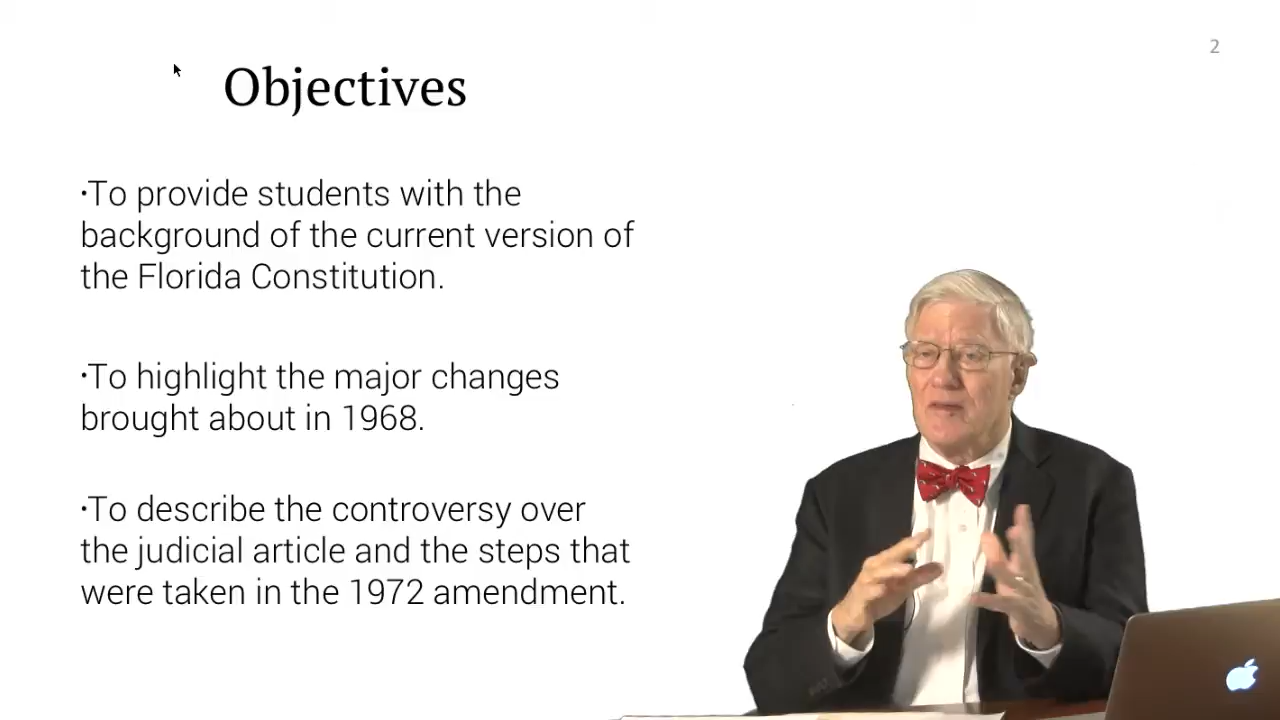 2
Objectives
·To provide students with the
background of the current version of
the Florida Constitution.
·To highlight the major changes
brought about in 1968.
·To describe the controversy over
the judicial article and the steps that
were taken in the 1972 amendment.